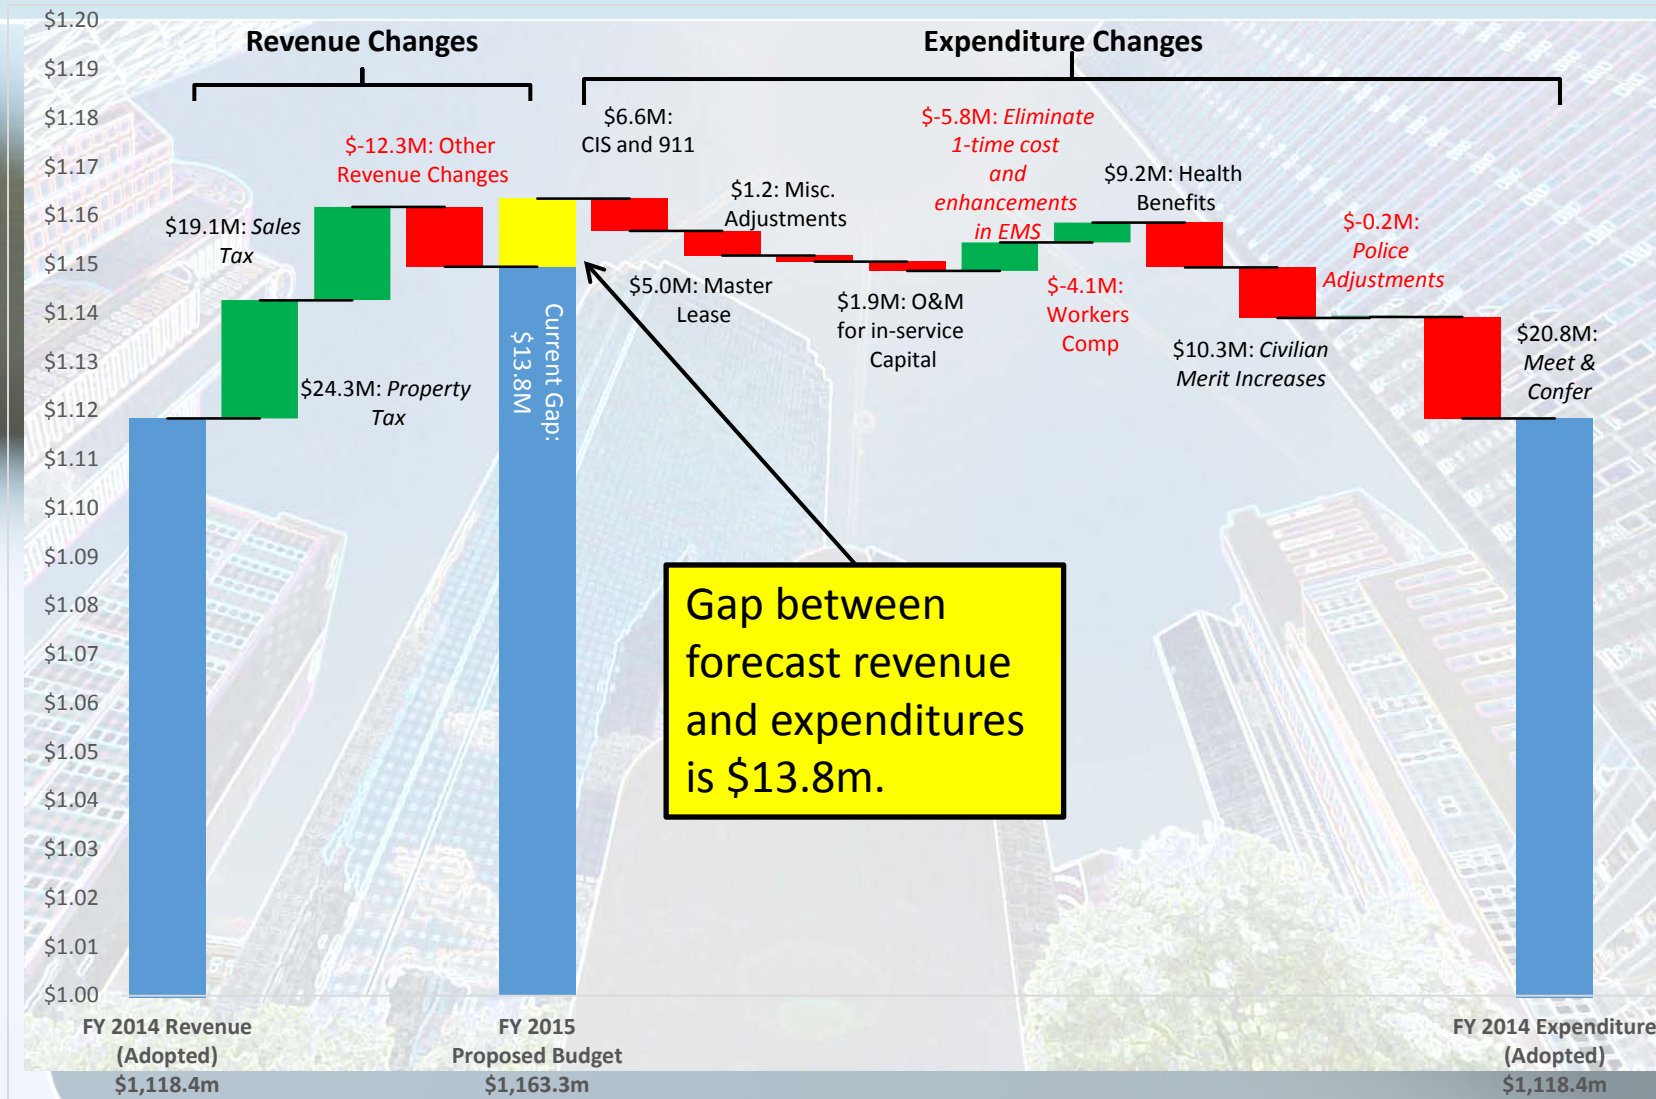 $1.20
$1.19
$1.18
$1.17
$1.16
$1.15
$1.14
$1.13
$1.12
$1.11
$1.10
$1.09
$1.08
$1.07
$1.06
$1.05
$1.04
$1.03
$1.02
$1.01
$1.00
Revenue Changes
Expenditure Changes
$19.1M: Sales
Tax
$24.3M: Property
Tax
$-12.3M: Other
Revenue Changes
Current Gap:
$13.8M
$6.6M:
CIS and 911
$5.0M: Master
Lease
$1.2: Misc.
Adjustments
$1.9M: O&M
for in-service
Capital
$-5.8M: Eliminate
1-time cost
and
enhancements
in EMS
$-4.1M:
Workers
Comp
$9.2M: Health
Benefits
$10.3M: Civilian
Merit Increases
$-0.2M:
Police
Adjustments
$20.8M:
Meet &
Confer
Gap between
forecast revenue
and expenditures
is $13.8m.
FY 2014 Revenue
(Adopted)
$1,118.4m
FY 2015
Proposed Budget
$1,163.3m
FY 2014 Expenditure
(Adopted)
$1,118.4m